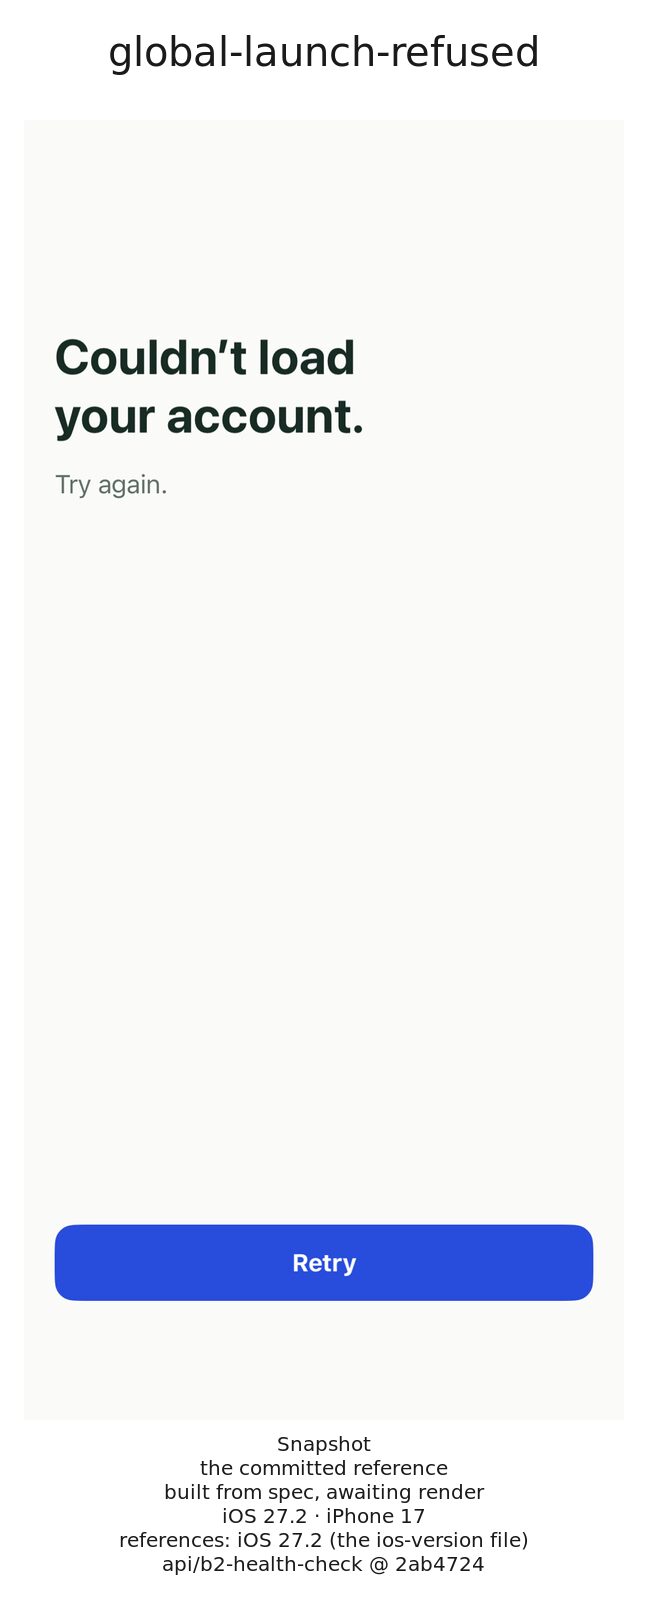 global-launch-refused
Couldn’t load
your account.
Try again.
Retry
Snapshot
the committed reference
built from spec, awaiting render
iOS 27.2 · iPhone 17
references: iOS 27.2 (the ios-version file)
api/b2-health-check @ 2ab4724